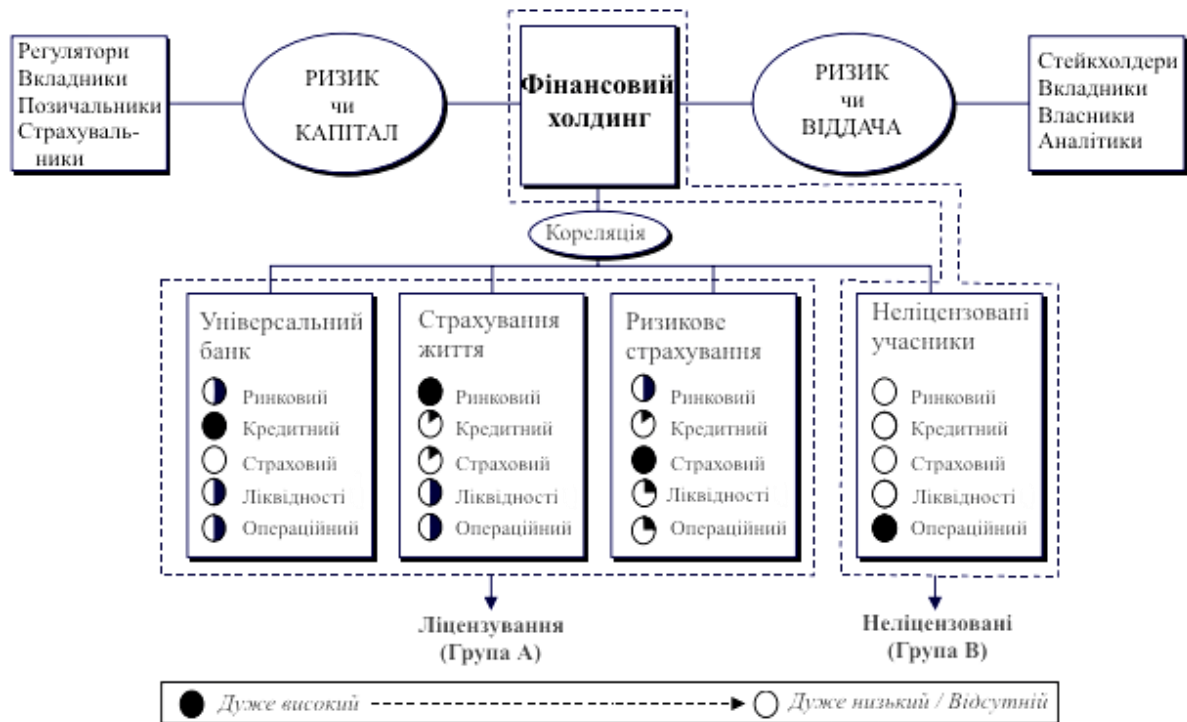 Регулятори
Вкладники
Позичальники
Страхуваль-
ники
РИЗИК
чи
КАПІТАЛ
Фінансовий
холдинг
РИЗИК
чи
ВІДДАЧА
Стейкхолдери
Вкладники
Власники
Аналітики
Кореляція
Універсальний
банк
Ринковий
Кредитний
Страховий
Ліквідності
Операційний
Страхування
життя
Ринковий
Кредитний
Страховий
Ліквідності
Операційний
Ризикове
страхування
Ринковий
Кредитний
Страховий
Ліквідності
Операційний
Неліцензовані
учасники
Ринковий
Кредитний
Страховий
Ліквідності
Операційний
Ліцензування
(Група А)
Неліцензовані
(Група В)
Дуже високий
Дуже низький / Відсутній